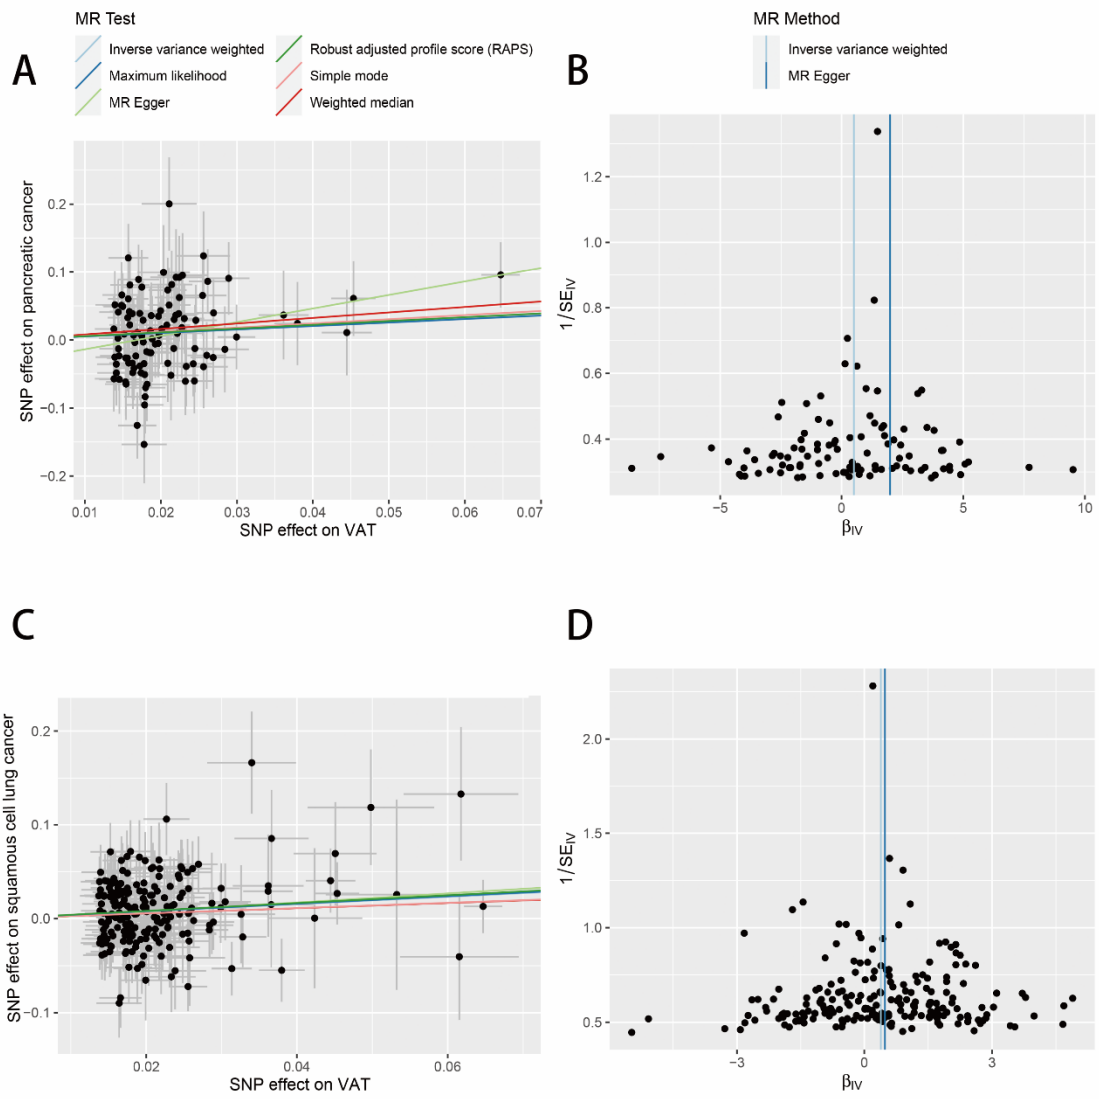 MR Test
Inverse variance weighted
Robust adjusted profile score (RAPS)
Maximum likelihood
Simple mode
MR Egger
Weighted median
MR Method
Inverse variance weighted
MR Egger
A
SNP effect on pancreatic cancer
0.2
0.1
0.0
−0.1
−0.2
0.01 0.02 0.03 0.04 0.05 0.06 0.07
SNP effect on VAT
B
1/SEIV
1.2
1.0
0.8
0.6
0.4
−5 0 5 10
βIV
C
SNP effect on squamous cell lung cancer
0.2
0.1
0.0
−0.1
0.02 0.04 0.06
SNP effect on VAT
D
1/SEIV
2.0
1.5
1.0
0.5
−3 0 3
βIV